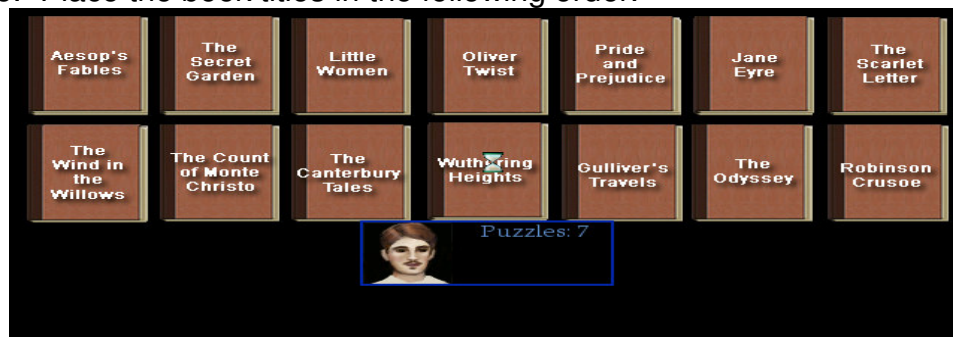 Place the book titles in the following order:
Aesop's
Fables
The
Secret
Garden
Little
Women
Oliver
Twist
Pride
and
Prejudice
Jane
Eyre
The
Scarlet
Letter
The
Wind in
the
Willows
The Count
of Monte
Christo
The
Canterbury
Tales
Wuthering
Heights
Gulliver's
Travels
The
Odyssey
Robinson
Crusoe
Puzzles: 7